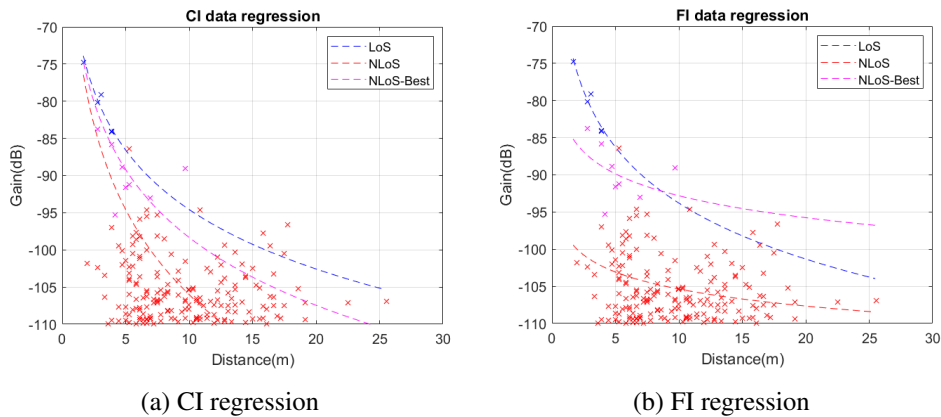 CI data regression
-70
-75
-80
-85
-90
-95
-100
-105
-110
Gain(dB)
0 5 10 15 20 25 30
Distance(m)
LoS
NLoS
NLoS-Best
(a) CI regression
FI data regression
-70
-75
-80
-85
-90
-95
-100
-105
-110
Gain(dB)
0 5 10 15 20 25 30
Distance(m)
LoS
NLoS
NLoS-Best
(b) FI regression